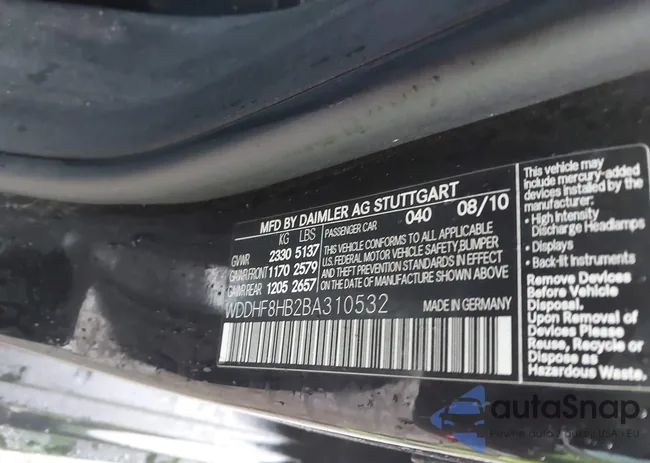 MFD BY DAIMLER AG STUTTGART
KG LBS PASSENGER CAR 040 08/10
GVWR 2330 5137
GAWR FRONT 1170 2579
GAWR REAR 1205 2657
THIS VEHICLE CONFORMS TO ALL APPLICABLE
U.S. FEDERAL MOTOR VEHICLE SAFETY, BUMPER
AND THEFT PREVENTION STANDARDS IN EFFECT
ON THE DATE OF MANUFACTURE SHOWN ABOVE
WDDHF8HB2BA310532 MADE IN GERMANY
This vehicle may
include mercury-added
devices installed by the
manufacturer:
• High Intensity
Discharge Headlamps
• Displays
• Back-lit Instruments
Remove Devices
Before Vehicle
Disposal.
Upon Removal of
Devices Please
Reuse, Recycle or
Dispose as
Hazardous Waste.
autaSnap
USA i EU